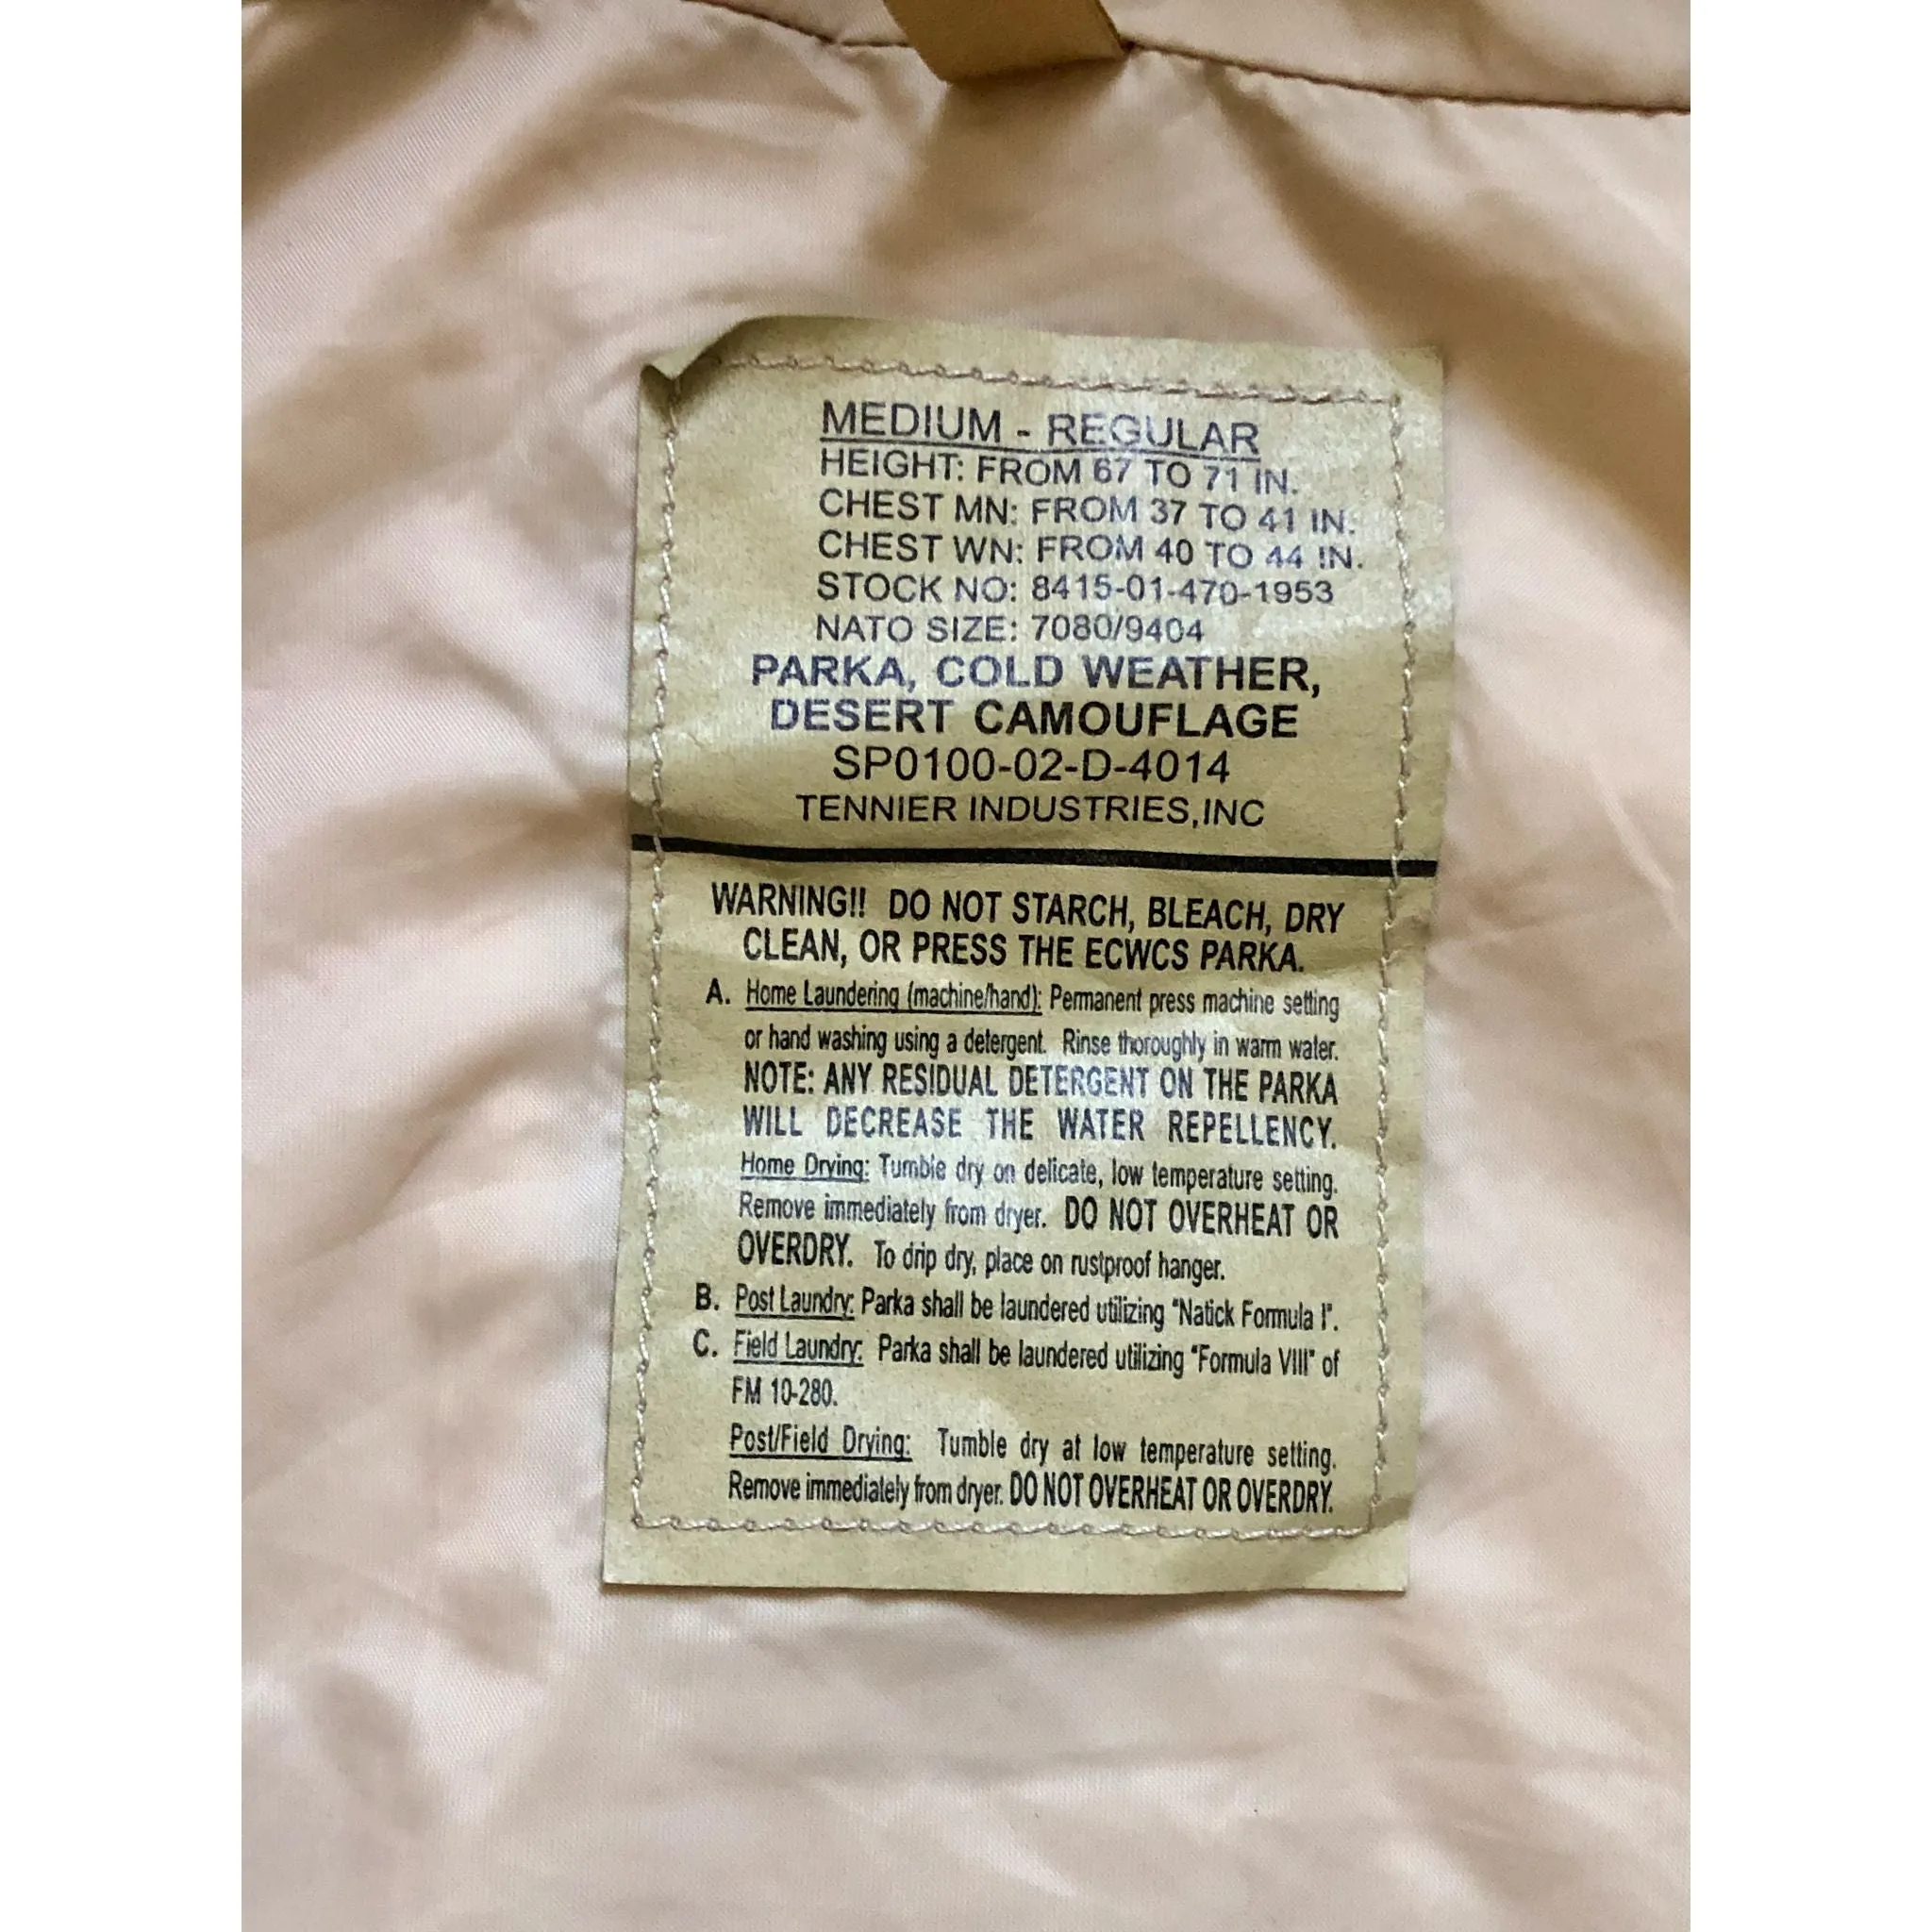 MEDIUM - REGULAR
HEIGHT: FROM 67 TO 71 IN.
CHEST MN: FROM 37 TO 41 IN.
CHEST WN: FROM 40 TO 44 IN.
STOCK NO: 8415-01-470-1953
NATO SIZE: 7080/9404
PARKA, COLD WEATHER,
DESERT CAMOUFLAGE
SP0100-02-D-4014
TENNIER INDUSTRIES,INC
WARNING!! DO NOT STARCH, BLEACH, DRY
CLEAN, OR PRESS THE ECWCS PARKA.
A. Home Laundering (machine/hand): Permanent press machine setting
or hand washing using a detergent. Rinse thoroughly in warm water.
NOTE: ANY RESIDUAL DETERGENT ON THE PARKA
WILL DECREASE THE WATER REPELLENCY.
Home Drying: Tumble dry on delicate, low temperature setting.
Remove immediately from dryer. DO NOT OVERHEAT OR
OVERDRY. To drip dry, place on rustproof hanger.
B. Post Laundry: Parka shall be laundered utilizing "Natick Formula I".
C. Field Laundry: Parka shall be laundered utilizing "Formula VIII" of
FM 10-280.
Post/Field Drying: Tumble dry at low temperature setting.
Remove immediately from dryer. DO NOT OVERHEAT OR OVERDRY.